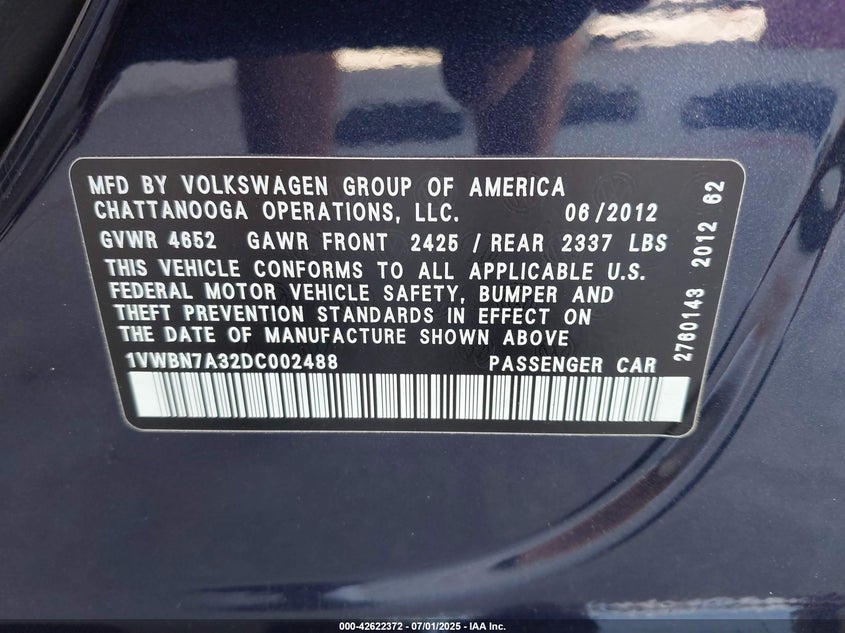 MFD BY VOLKSWAGEN GROUP OF AMERICA
CHATTANOOGA OPERATIONS, LLC. 06/2012
GVWR 4652 GAWR FRONT 2425 / REAR 2337 LBS
THIS VEHICLE CONFORMS TO ALL APPLICABLE U.S.
FEDERAL MOTOR VEHICLE SAFETY, BUMPER AND
THEFT PREVENTION STANDARDS IN EFFECT ON
THE DATE OF MANUFACTURE SHOWN ABOVE
1VWBN7A32DC002488 PASSENGER CAR
2760143 2012 62
000-42622372 - 07/01/2025 - IAA Inc.